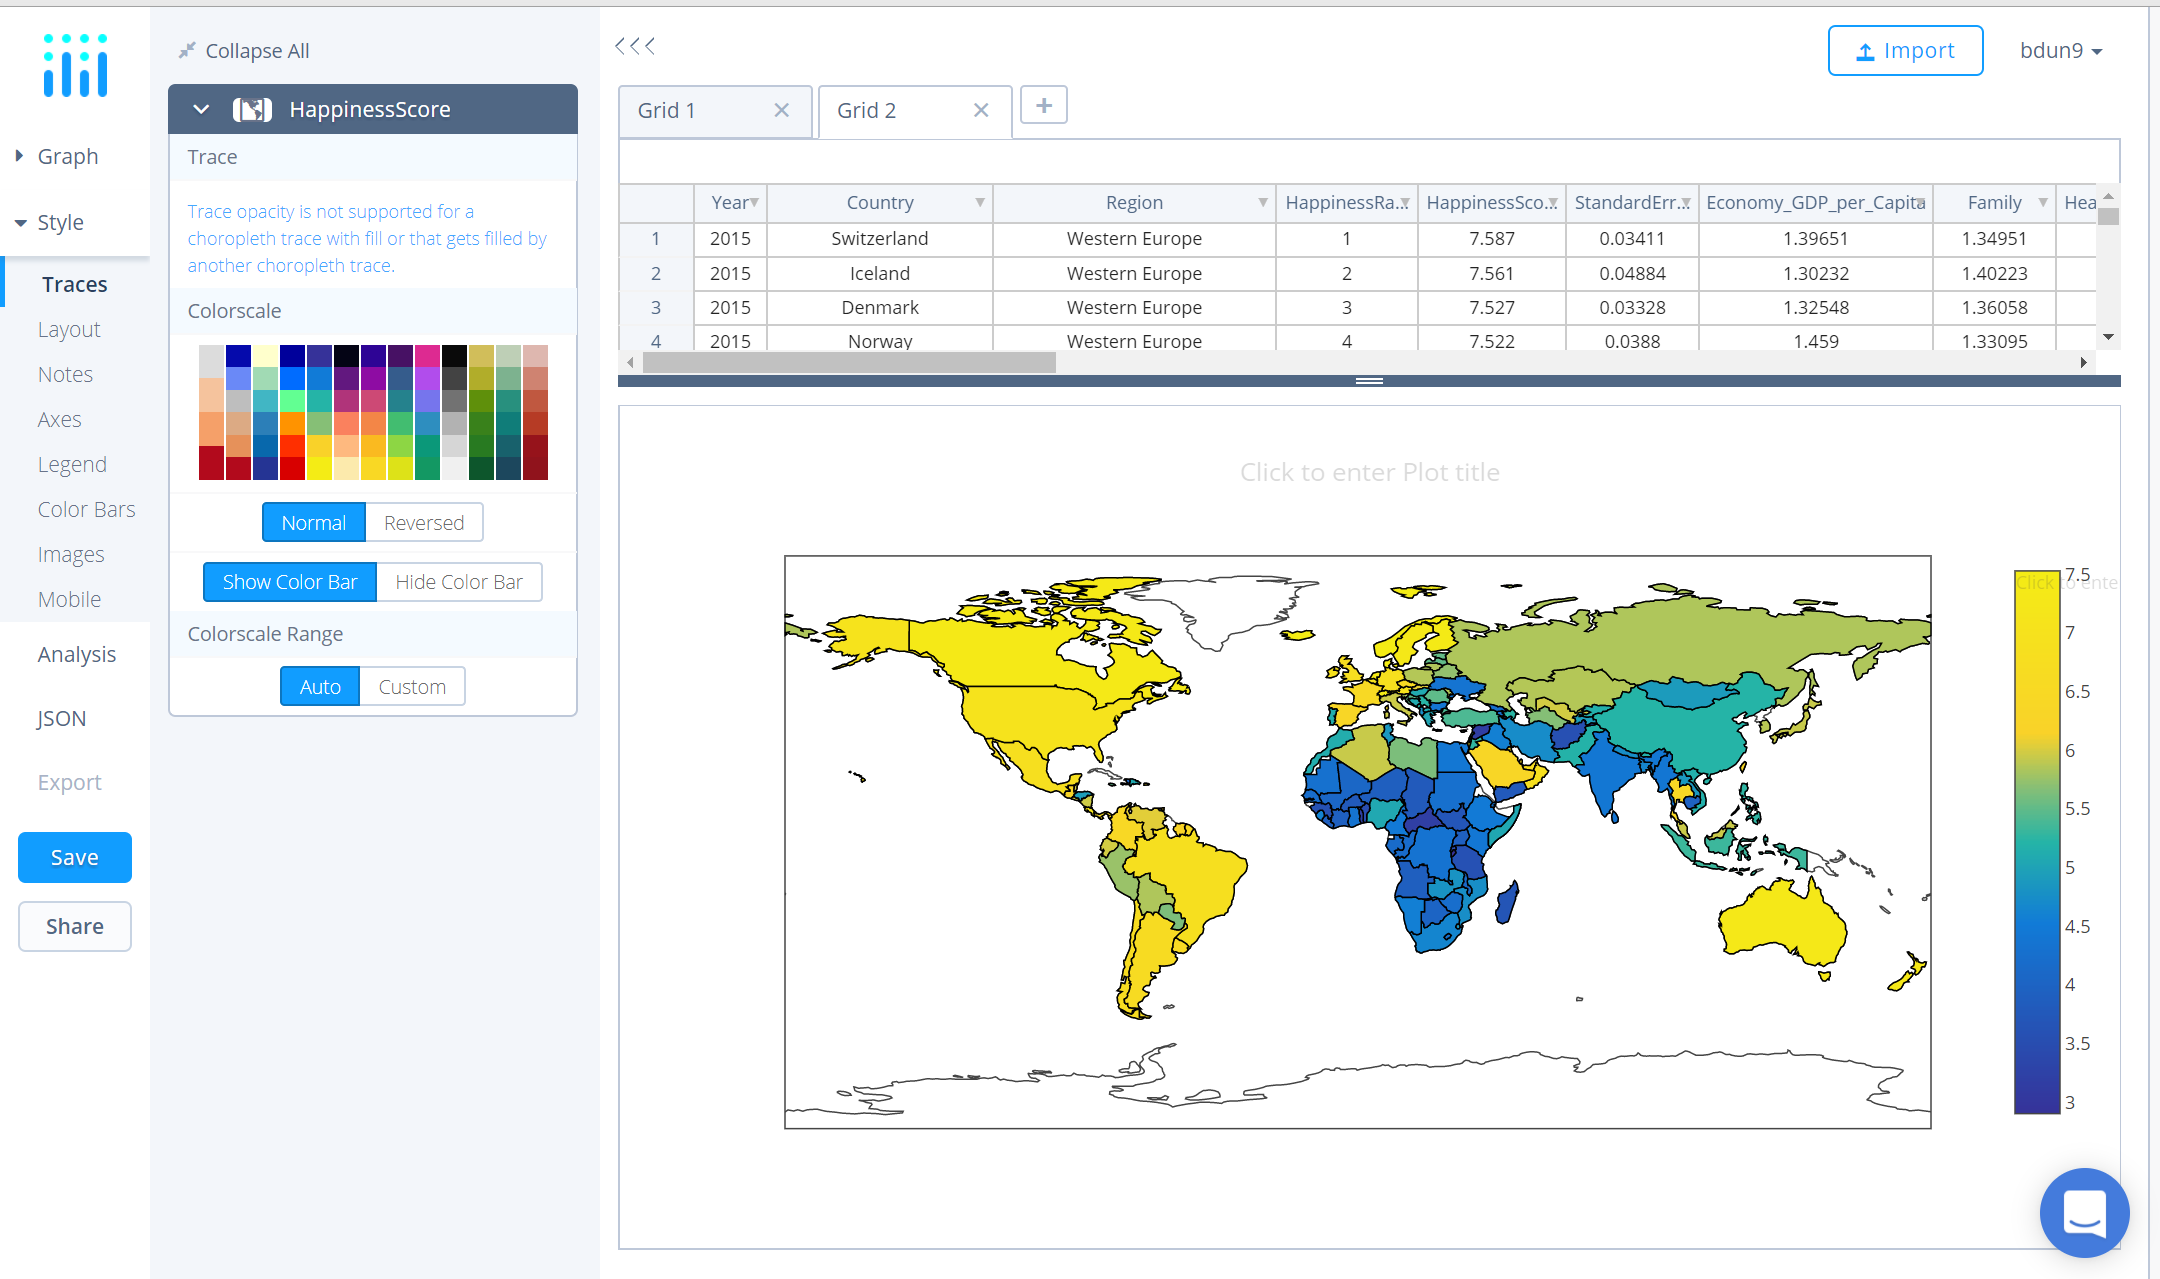 Collapse All
Import
bdun9
HappinessScore
Grid 1
Grid 2
Graph
Style
Traces
Layout
Notes
Axes
Legend
Color Bars
Images
Mobile
Analysis
JSON
Export
Save
Share
Trace
Trace opacity is not supported for a
choropleth trace with fill or that gets filled by
another choropleth trace.
Colorscale
Normal Reversed
Show Color Bar Hide Color Bar
Colorscale Range
Auto Custom
Year Country Region HappinessRa... HappinessSco... StandardErr... Economy_GDP_per_Capita Family Hea
1 2015 Switzerland Western Europe 1 7.587 0.03411 1.39651 1.34951
2 2015 Iceland Western Europe 2 7.561 0.04884 1.30232 1.40223
3 2015 Denmark Western Europe 3 7.527 0.03328 1.32548 1.36058
4 2015 Norway Western Europe 4 7.522 0.0388 1.459 1.33095
Click to enter Plot title
Click to ente
7.5
7
6.5
6
5.5
5
4.5
4
3.5
3